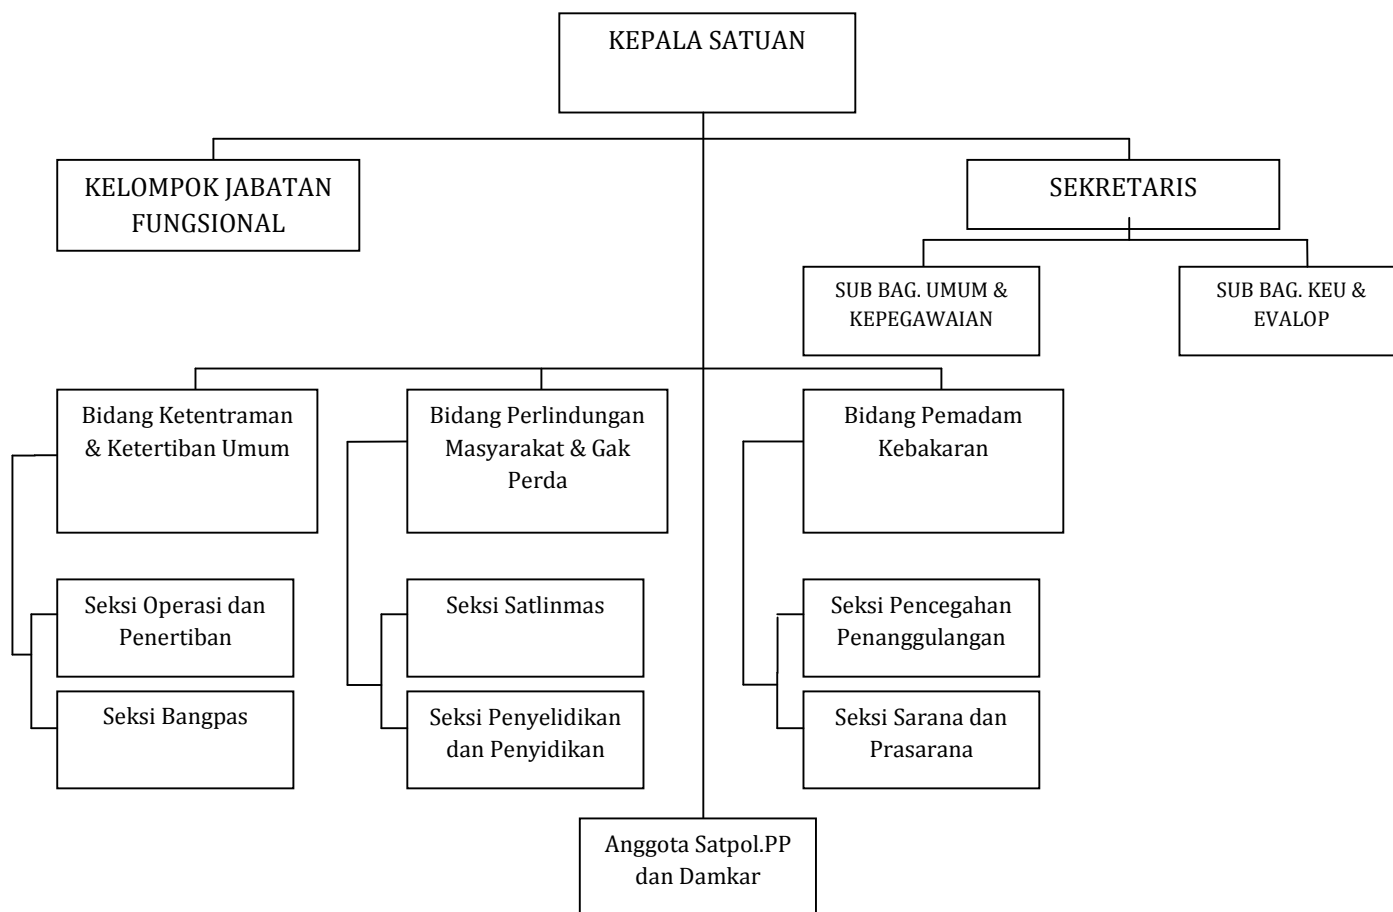 KEPALA SATUAN
KELOMPOK JABATAN
FUNGSIONAL
SEKRETARIS
SUB BAG. UMUM &
KEPEGAWAIAN
SUB BAG. KEU &
EVALOP
Bidang Ketentraman
& Ketertiban Umum
Bidang Perlindungan
Masyarakat & Gak
Perda
Bidang Pemadam
Kebakaran
Seksi Operasi dan
Penertiban
Seksi Satlinmas
Seksi Pencegahan
Penanggulangan
Seksi Bangpas
Seksi Penyelidikan
dan Penyidikan
Seksi Sarana dan
Prasarana
Anggota Satpol.PP
dan Damkar